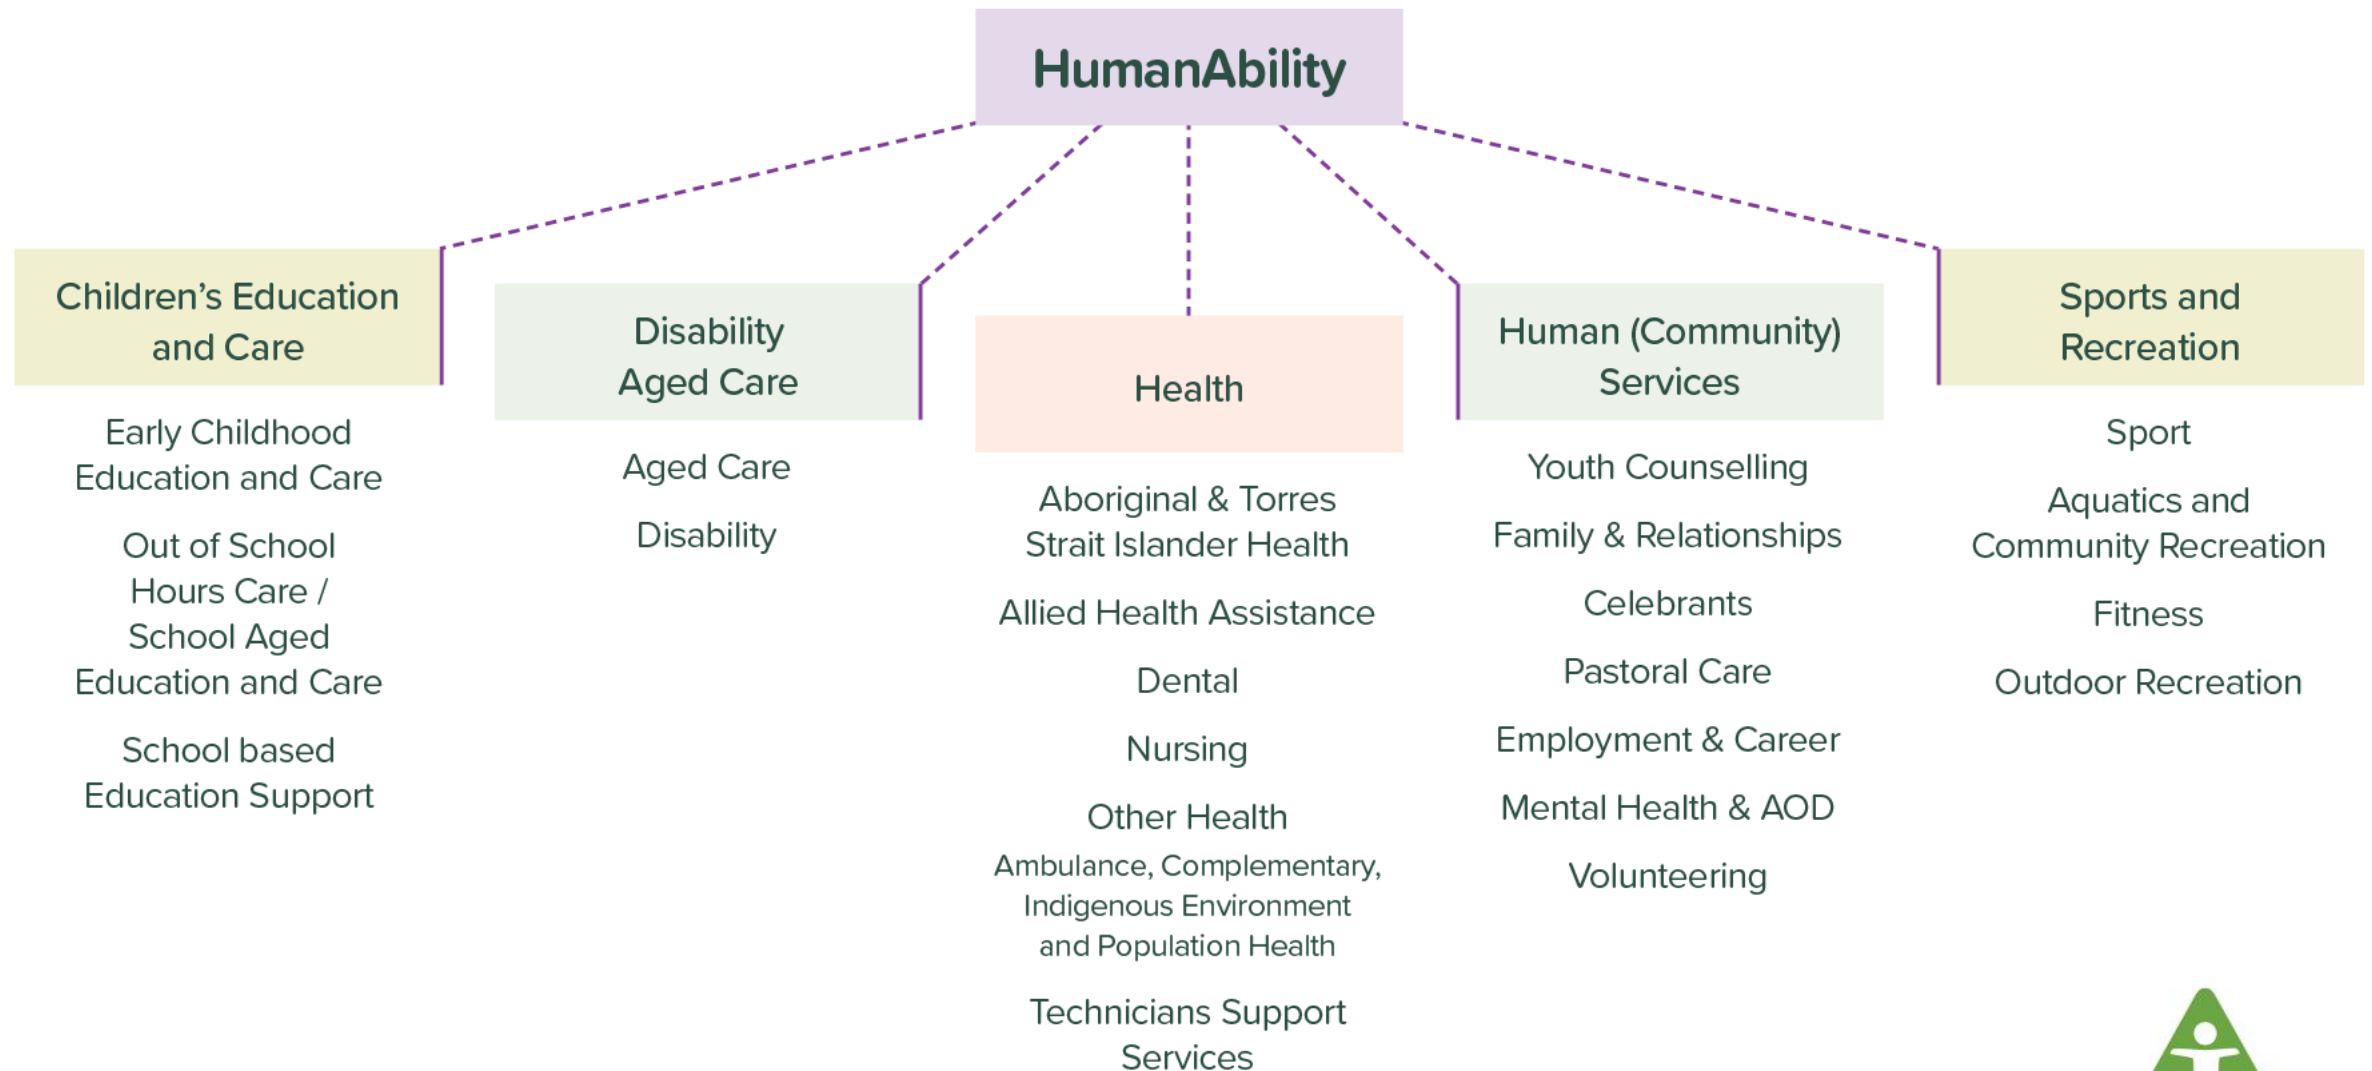 HumanAbility
Children's Education
and Care
Early Childhood
Education and Care
Out of School
Hours Care /
School Aged
Education and Care
School based
Education Support
Disability
Aged Care
Aged Care
Disability
Health
Aboriginal & Torres
Strait Islander Health
Allied Health Assistance
Dental
Nursing
Other Health
Ambulance, Complementary,
Indigenous Environment
and Population Health
Technicians Support
Services
Human (Community)
Services
Youth Counselling
Family & Relationships
Celebrants
Pastoral Care
Employment & Career
Mental Health & AOD
Volunteering
Sports and
Recreation
Sport
Aquatics and
Community Recreation
Fitness
Outdoor Recreation